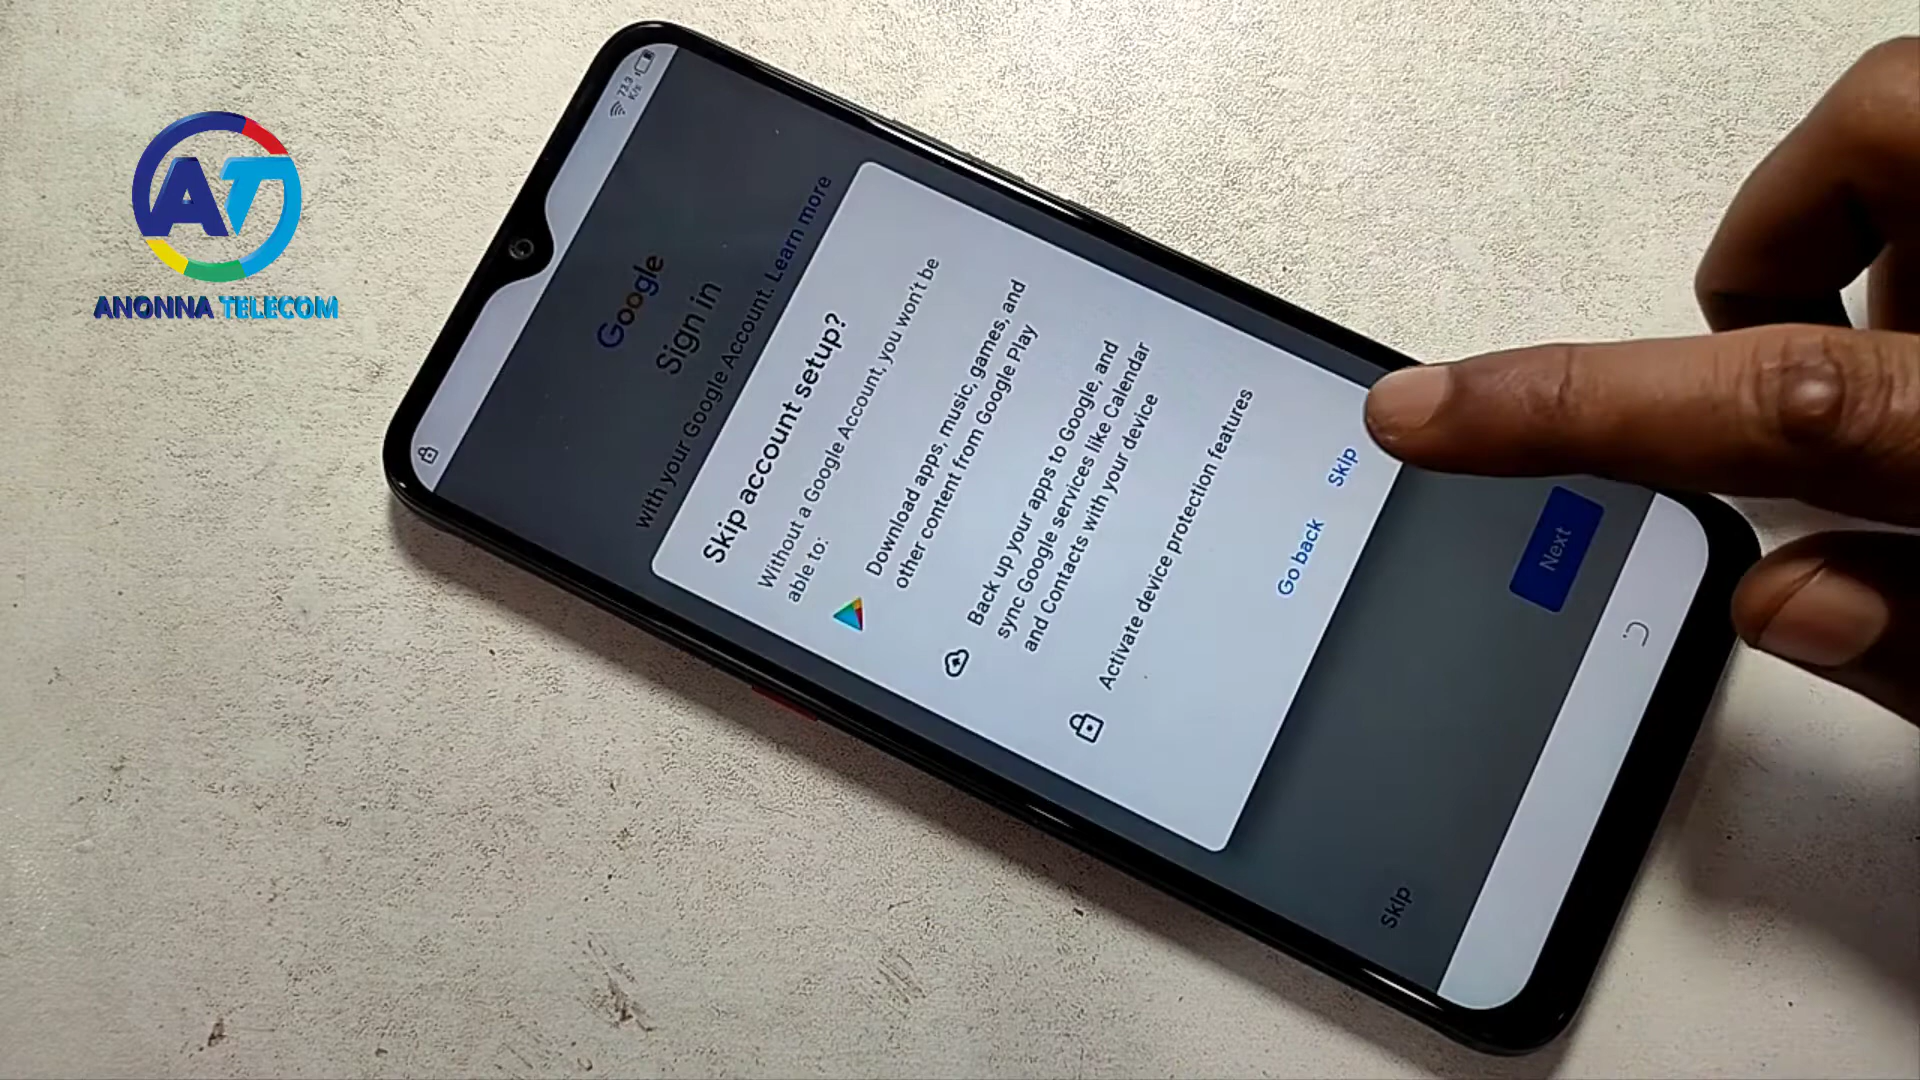 ANONNA TELECOM
73.3
K/s
Google
Sign in
with your Google Account. Learn more
Skip account setup?
Without a Google Account, you won't be
able to:
Download apps, music, games, and
other content from Google Play
Back up your apps to Google, and
sync Google services like Calendar
and Contacts with your device
Activate device protection features
Go back
Skip
Skip
Next